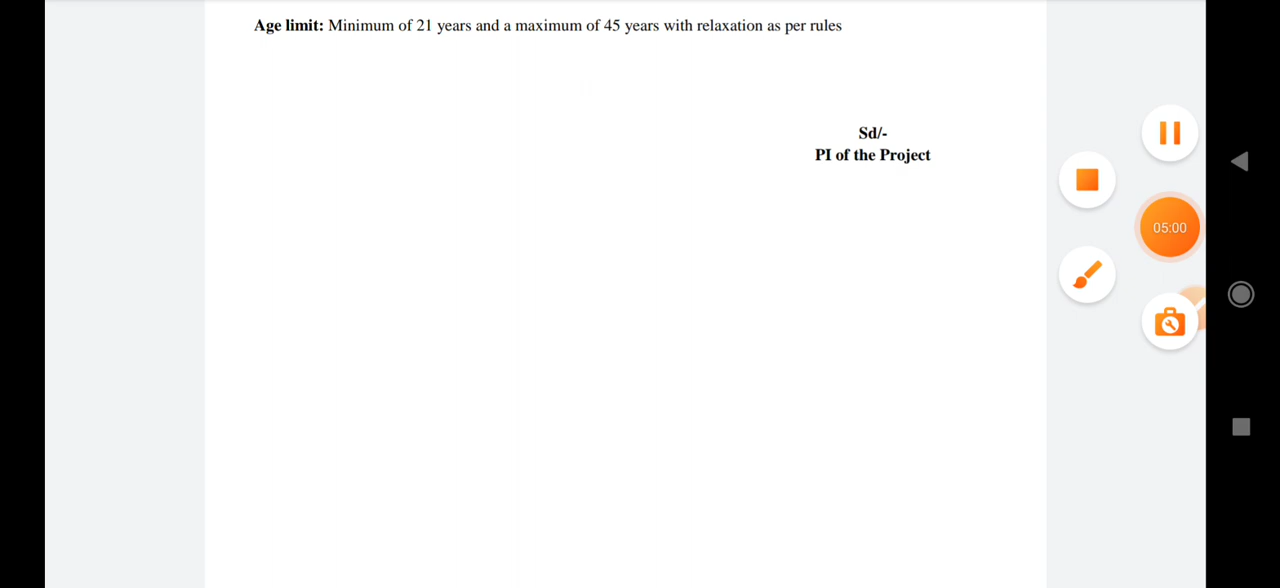 Age limit: Minimum of 21 years and a maximum of 45 years with relaxation as per rules
Sd/-
PI of the Project
05:00